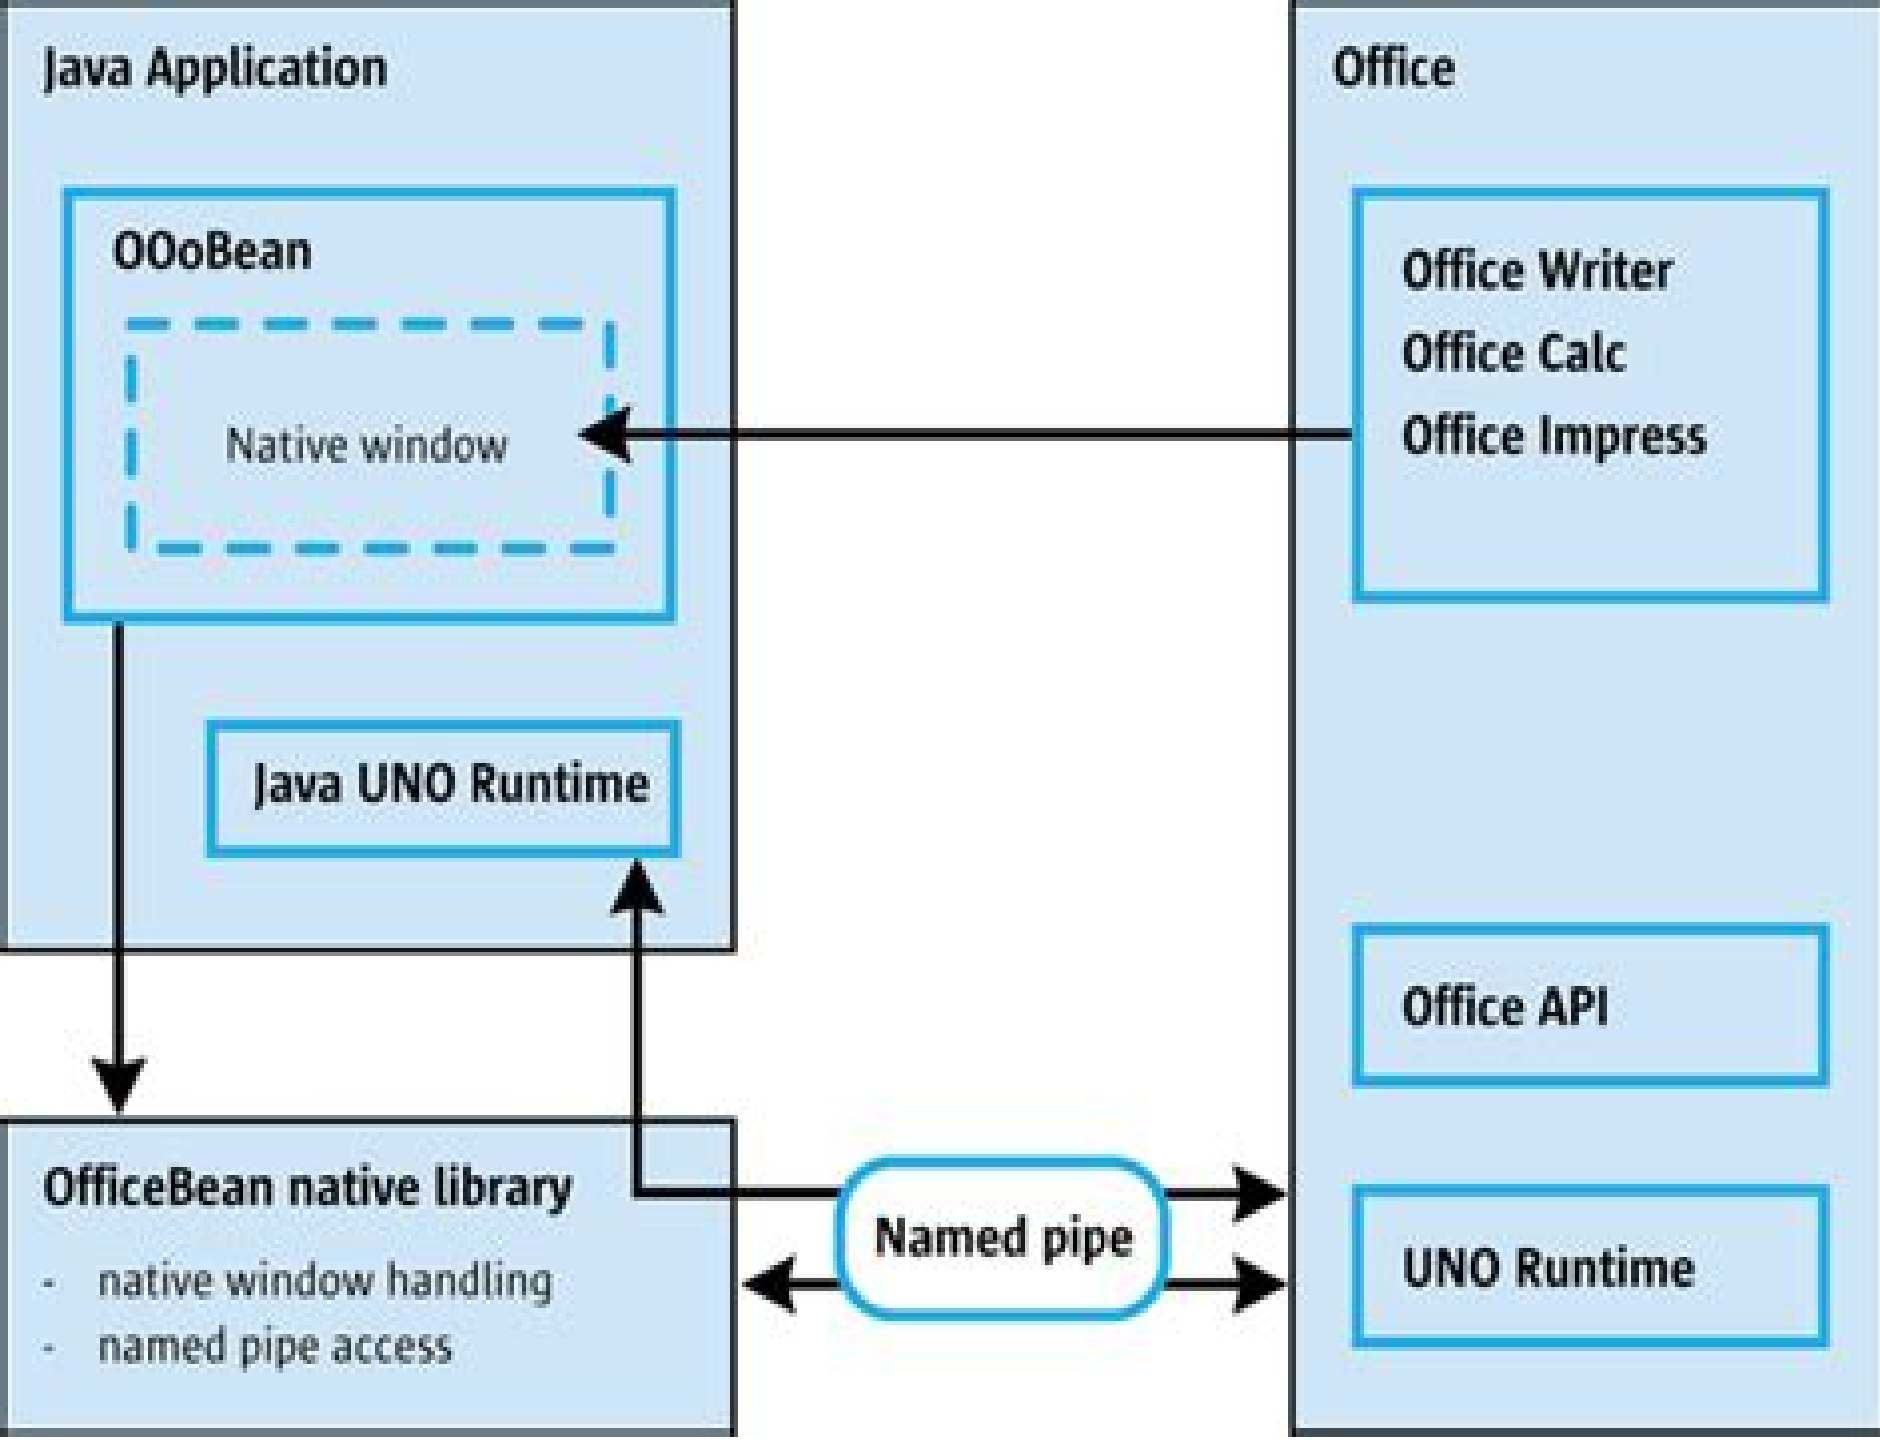 Java Application
OOoBean
Native window
Java UNO Runtime
OfficeBean native library
- native window handling
- named pipe access
Named pipe
Office
Office Writer
Office Calc
Office Impress
Office API
UNO Runtime